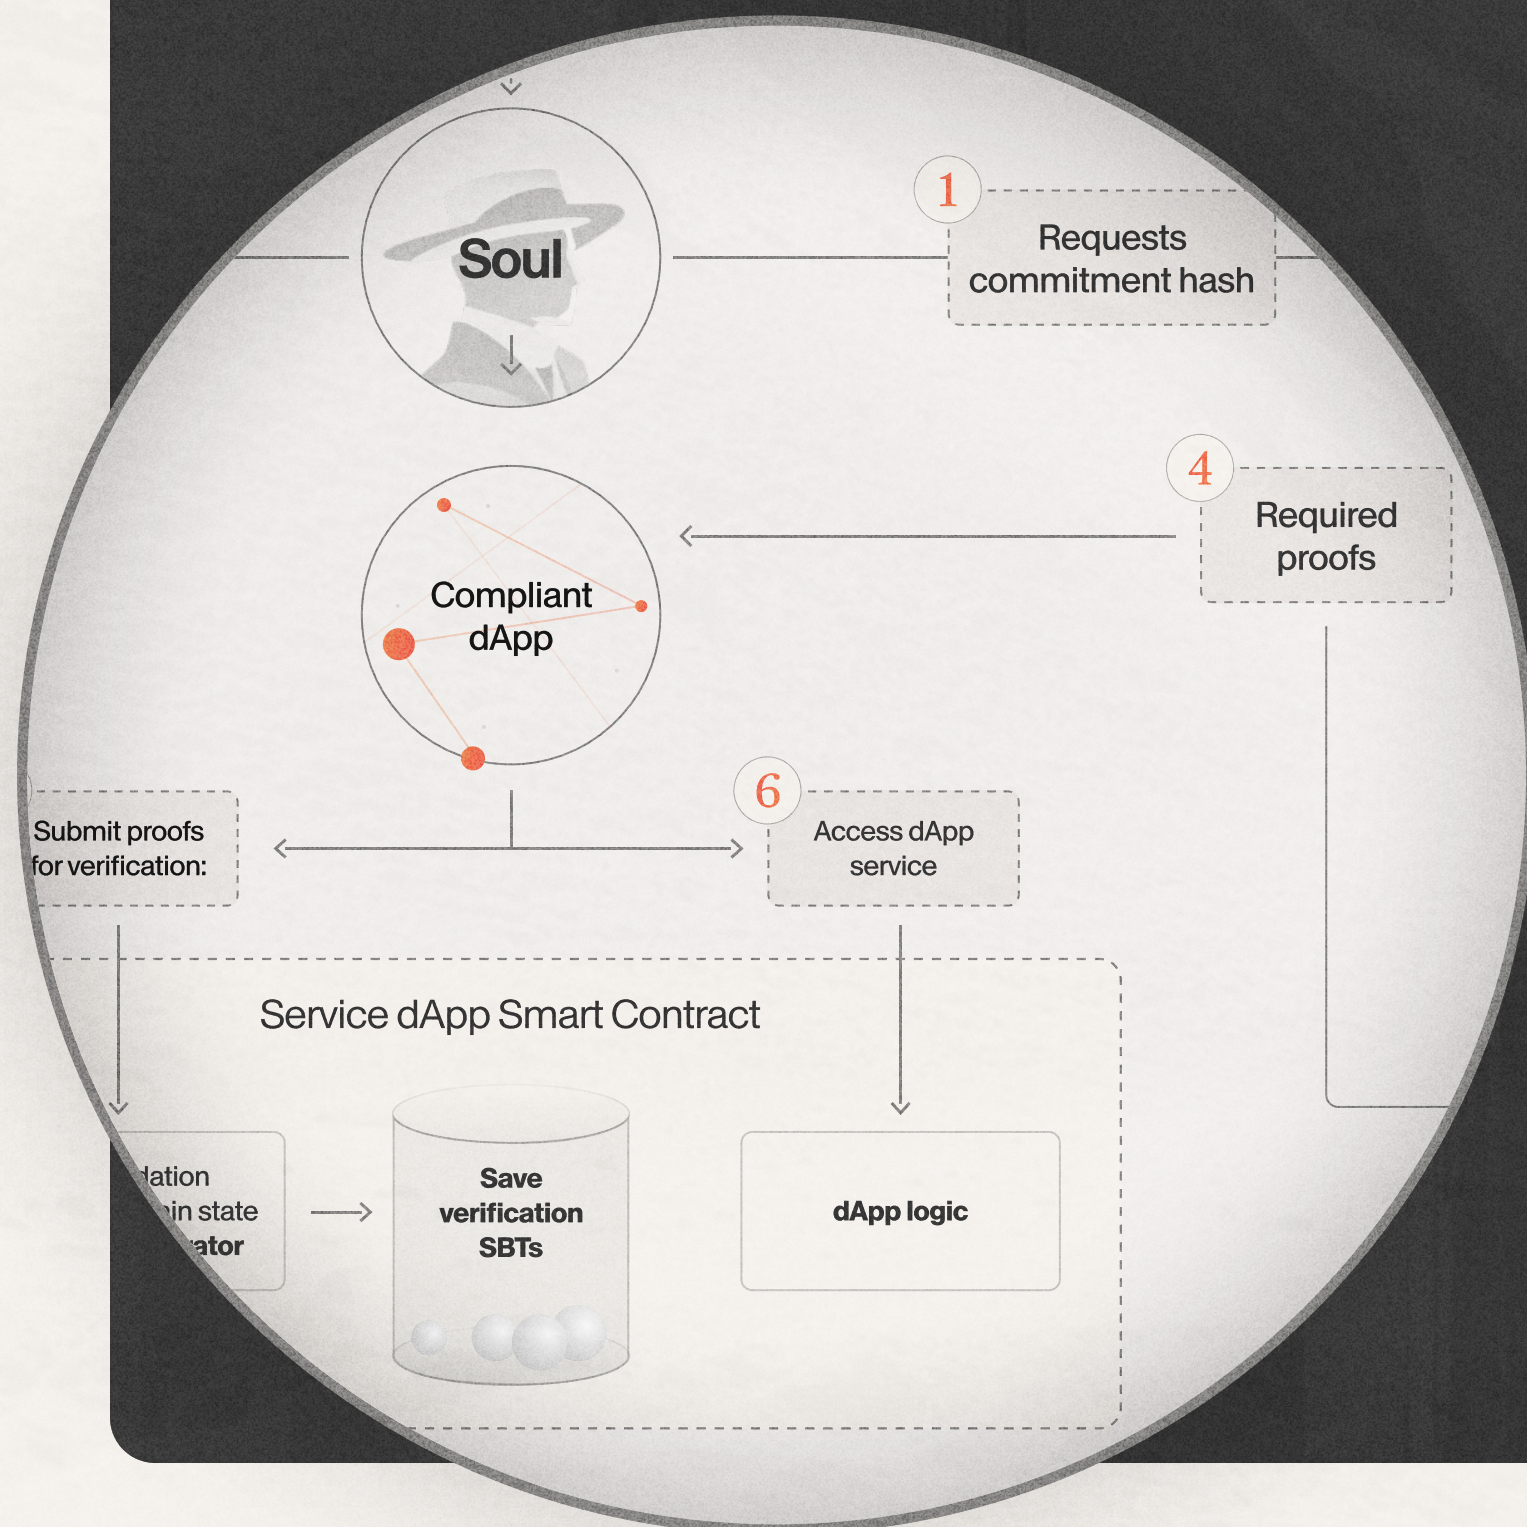 Soul
1
Requests
commitment hash
4
Required
proofs
Compliant
dApp
Submit proofs
for verification:
6
Access dApp
service
Service dApp Smart Contract
state
Save
verification
SBTs
dApp logic